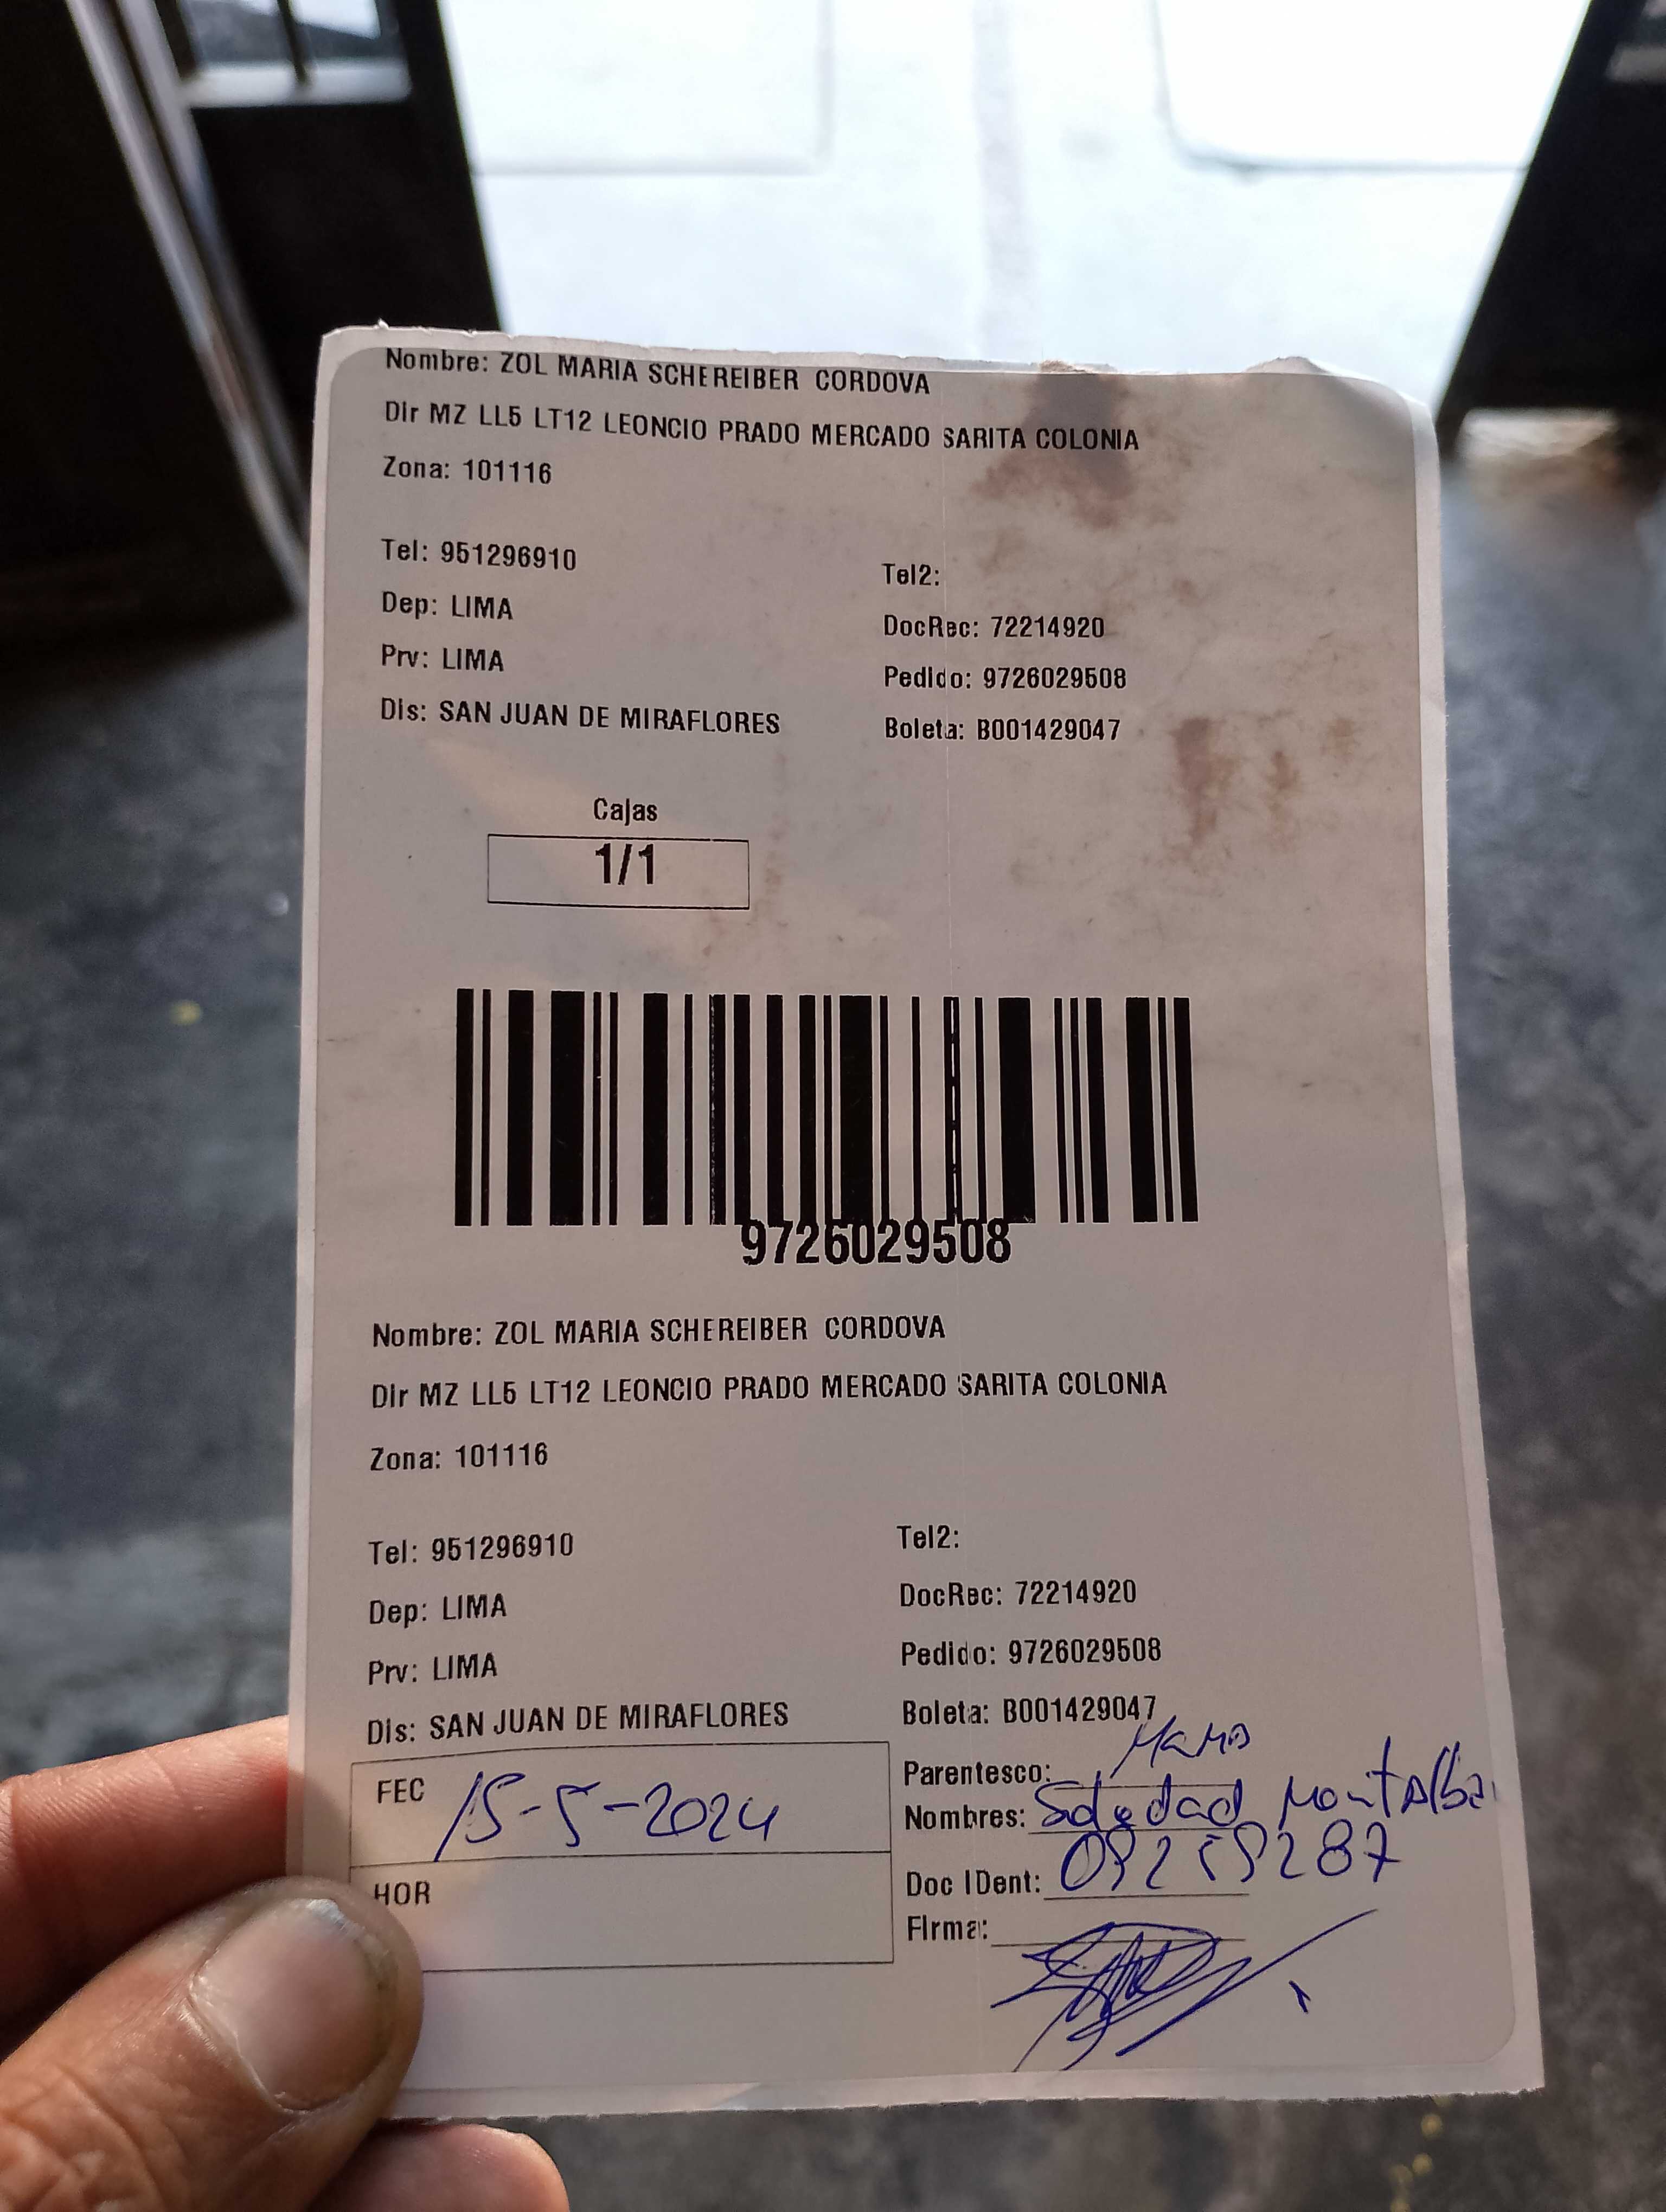 Nombre: ZOL MARIA SCHEREIBER CORDOVA
Dir MZ LL5 LT12 LEONCIO PRADO MERCADO SARITA COLONIA
Zona: 101116
Tel: 951296910
Tel2:
Dep: LIMA
DocRec: 72214920
Prv: LIMA
Pedido: 9726029508
Dis: SAN JUAN DE MIRAFLORES
Boleta: B001429047
Cajas
1/1
9726029508
Nombre: ZOL MARIA SCHEREIBER CORDOVA
Dir MZ LL5 LT12 LEONCIO PRADO MERCADO SARITA COLONIA
Zona: 101116
Tel: 951296910
Tel2:
Dep: LIMA
DocRec: 72214920
Prv: LIMA
Pedido: 9726029508
Dis: SAN JUAN DE MIRAFLORES
Boleta: B001429047
FEC 15-5-2024
Parentesco: MAMA
Nombres: Soledad
HOR
Doc IDent:
Firma: